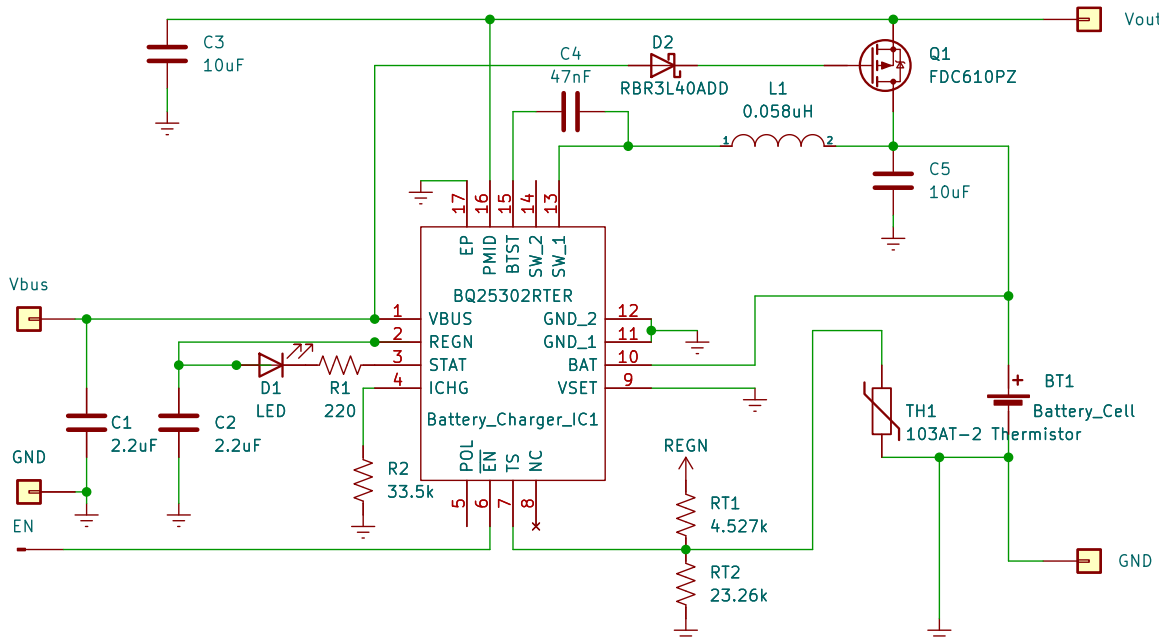 Vout
C3
10uF
C4
47nF
D2
RBR3L40ADD
Q1
FDC610PZ
L1
0.058uH
1
2
C5
10uF
17
16
15
14
13
EP
PMID
BTST
SW_2
SW_1
BQ25302RTER
Vbus
1
VBUS
2
REGN
3
STAT
4
ICHG
GND_2
12
GND_1
11
BAT
10
VSET
9
Battery_Charger_IC1
POL
EN
TS
NC
5
6
7
8
D1
LED
R1
220
C1
2.2uF
C2
2.2uF
R2
33.5k
GND
EN
REGN
RT1
4.527k
RT2
23.26k
TH1
103AT-2 Thermistor
+
BT1
Battery_Cell
GND